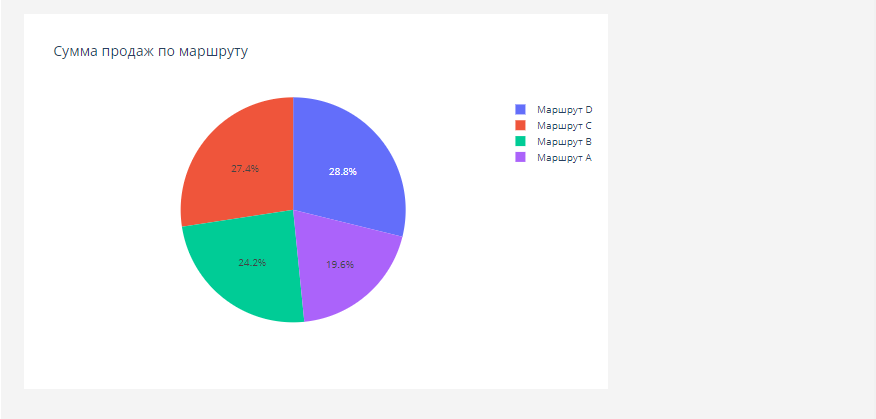 Сумма продаж по маршруту
Маршрут D
Маршрут C
Маршрут B
Маршрут A
27.4%
28.8%
24.2%
19.6%